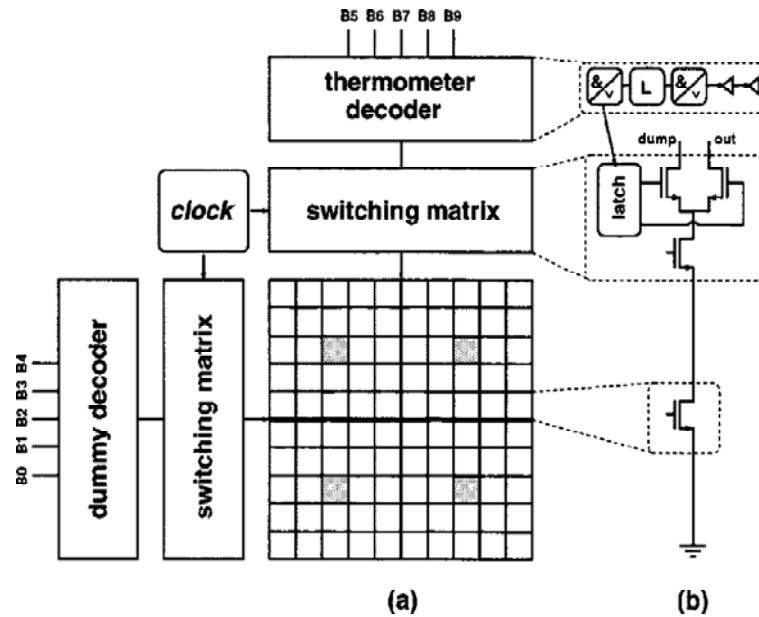 B5 B6 B7 B8 B9
thermometer
decoder
&/v L &/v
dump out
latch
clock
switching matrix
dummy decoder
switching matrix
B4
B3
B2
B1
B0
(a) (b)